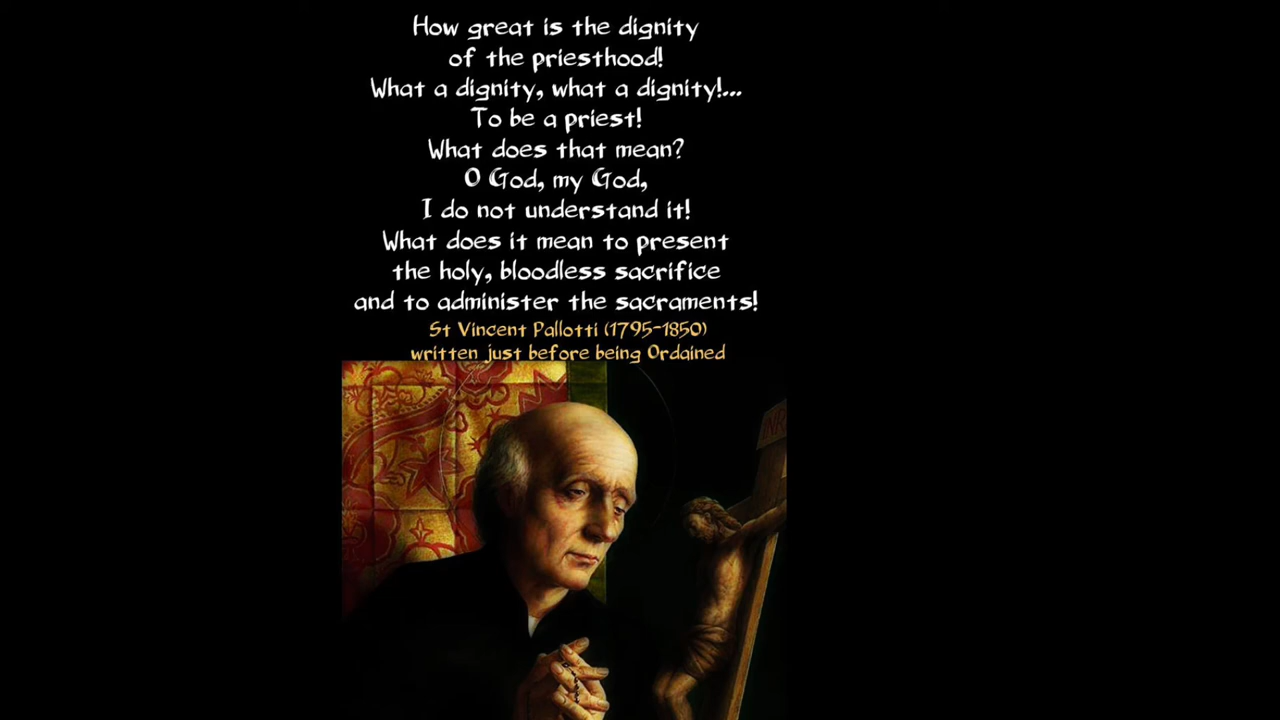 How great is the dignity
of the priesthood!
What a dignity, what a dignity!...
To be a priest!
What does that mean?
O God, my God,
I do not understand it!
What does it mean to present
the holy, bloodless sacrifice
and to administer the sacraments!
St Vincent Pallotti (1795-1850)
written just before being Ordained